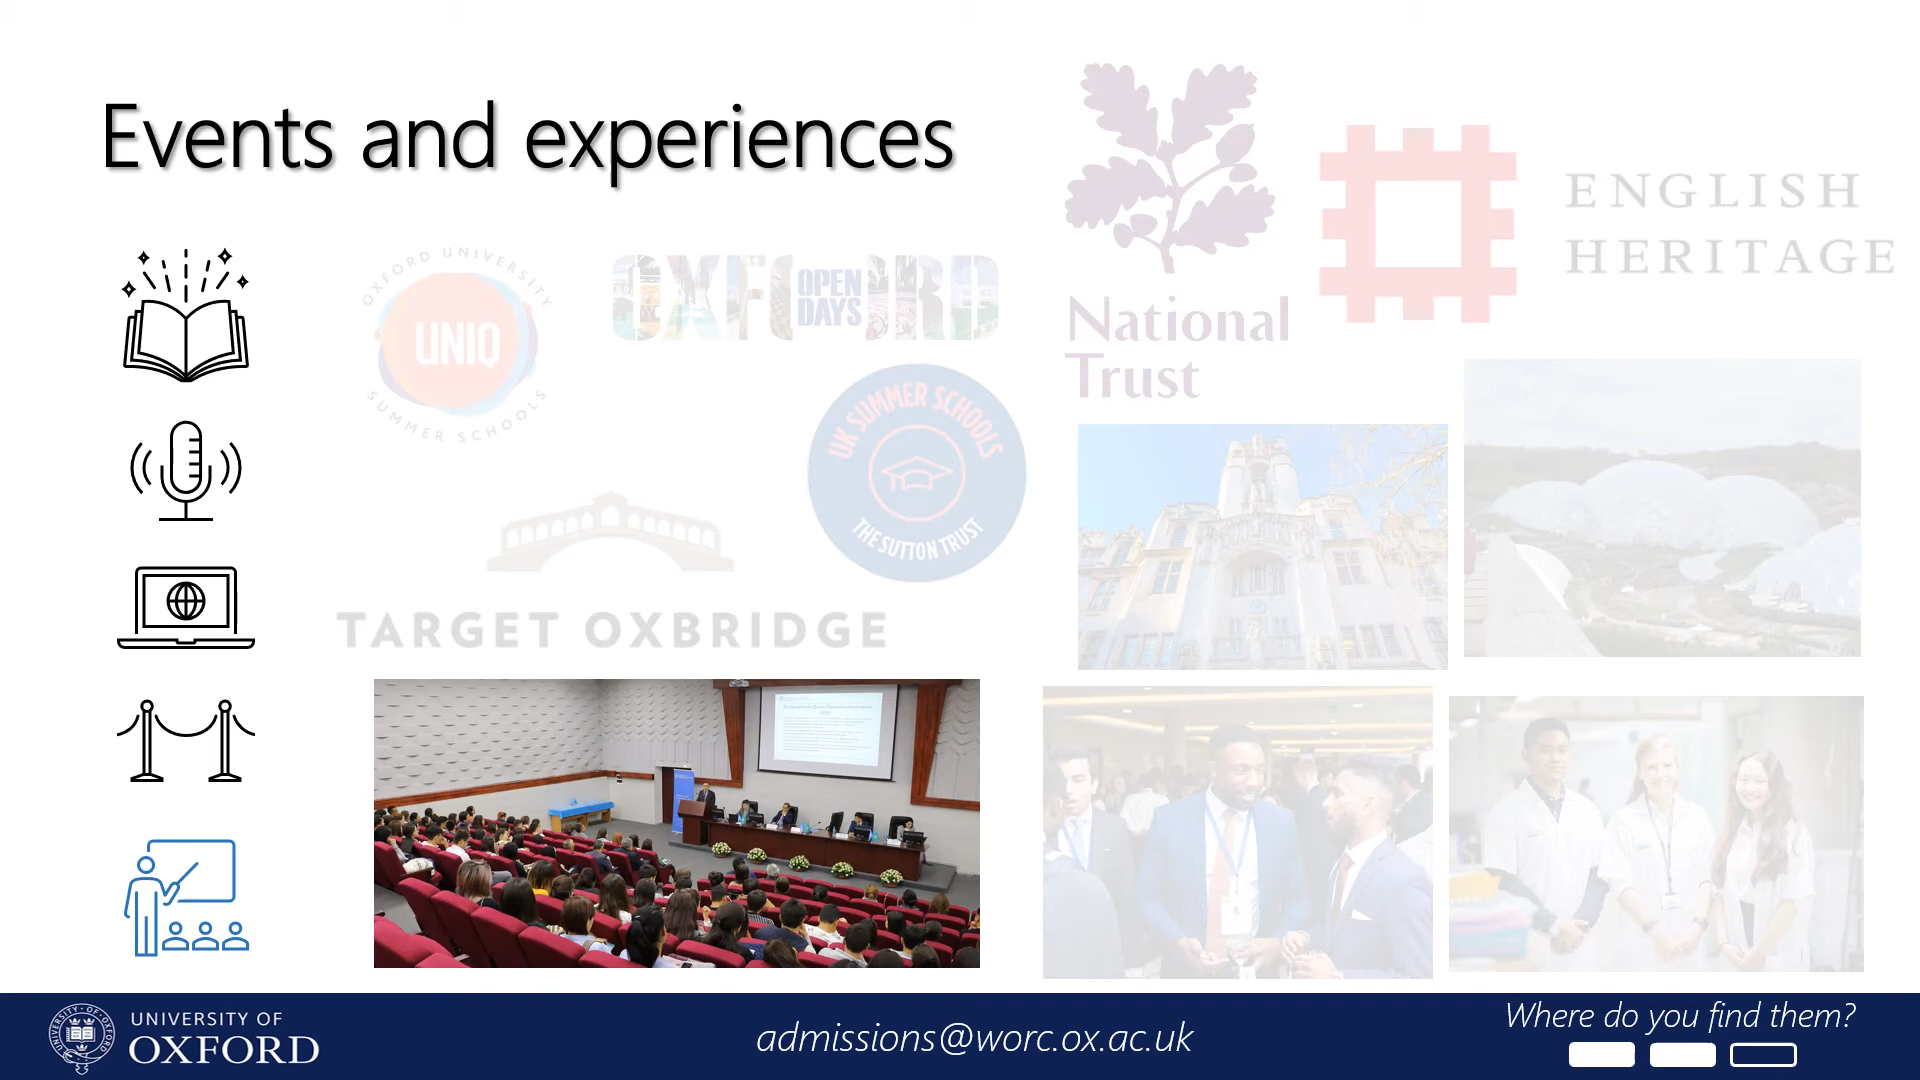 Events and experiences
OXFORD UNIVERSITY
UNIQ
SUMMER SCHOOLS
OXFORD
OPEN
DAYS
National
Trust
ENGLISH
HERITAGE
UK SUMMER SCHOOLS
THE SUTTON TRUST
TARGET OXBRIDGE
UNIVERSITY OF
OXFORD
admissions@worc.ox.ac.uk
Where do you find them?